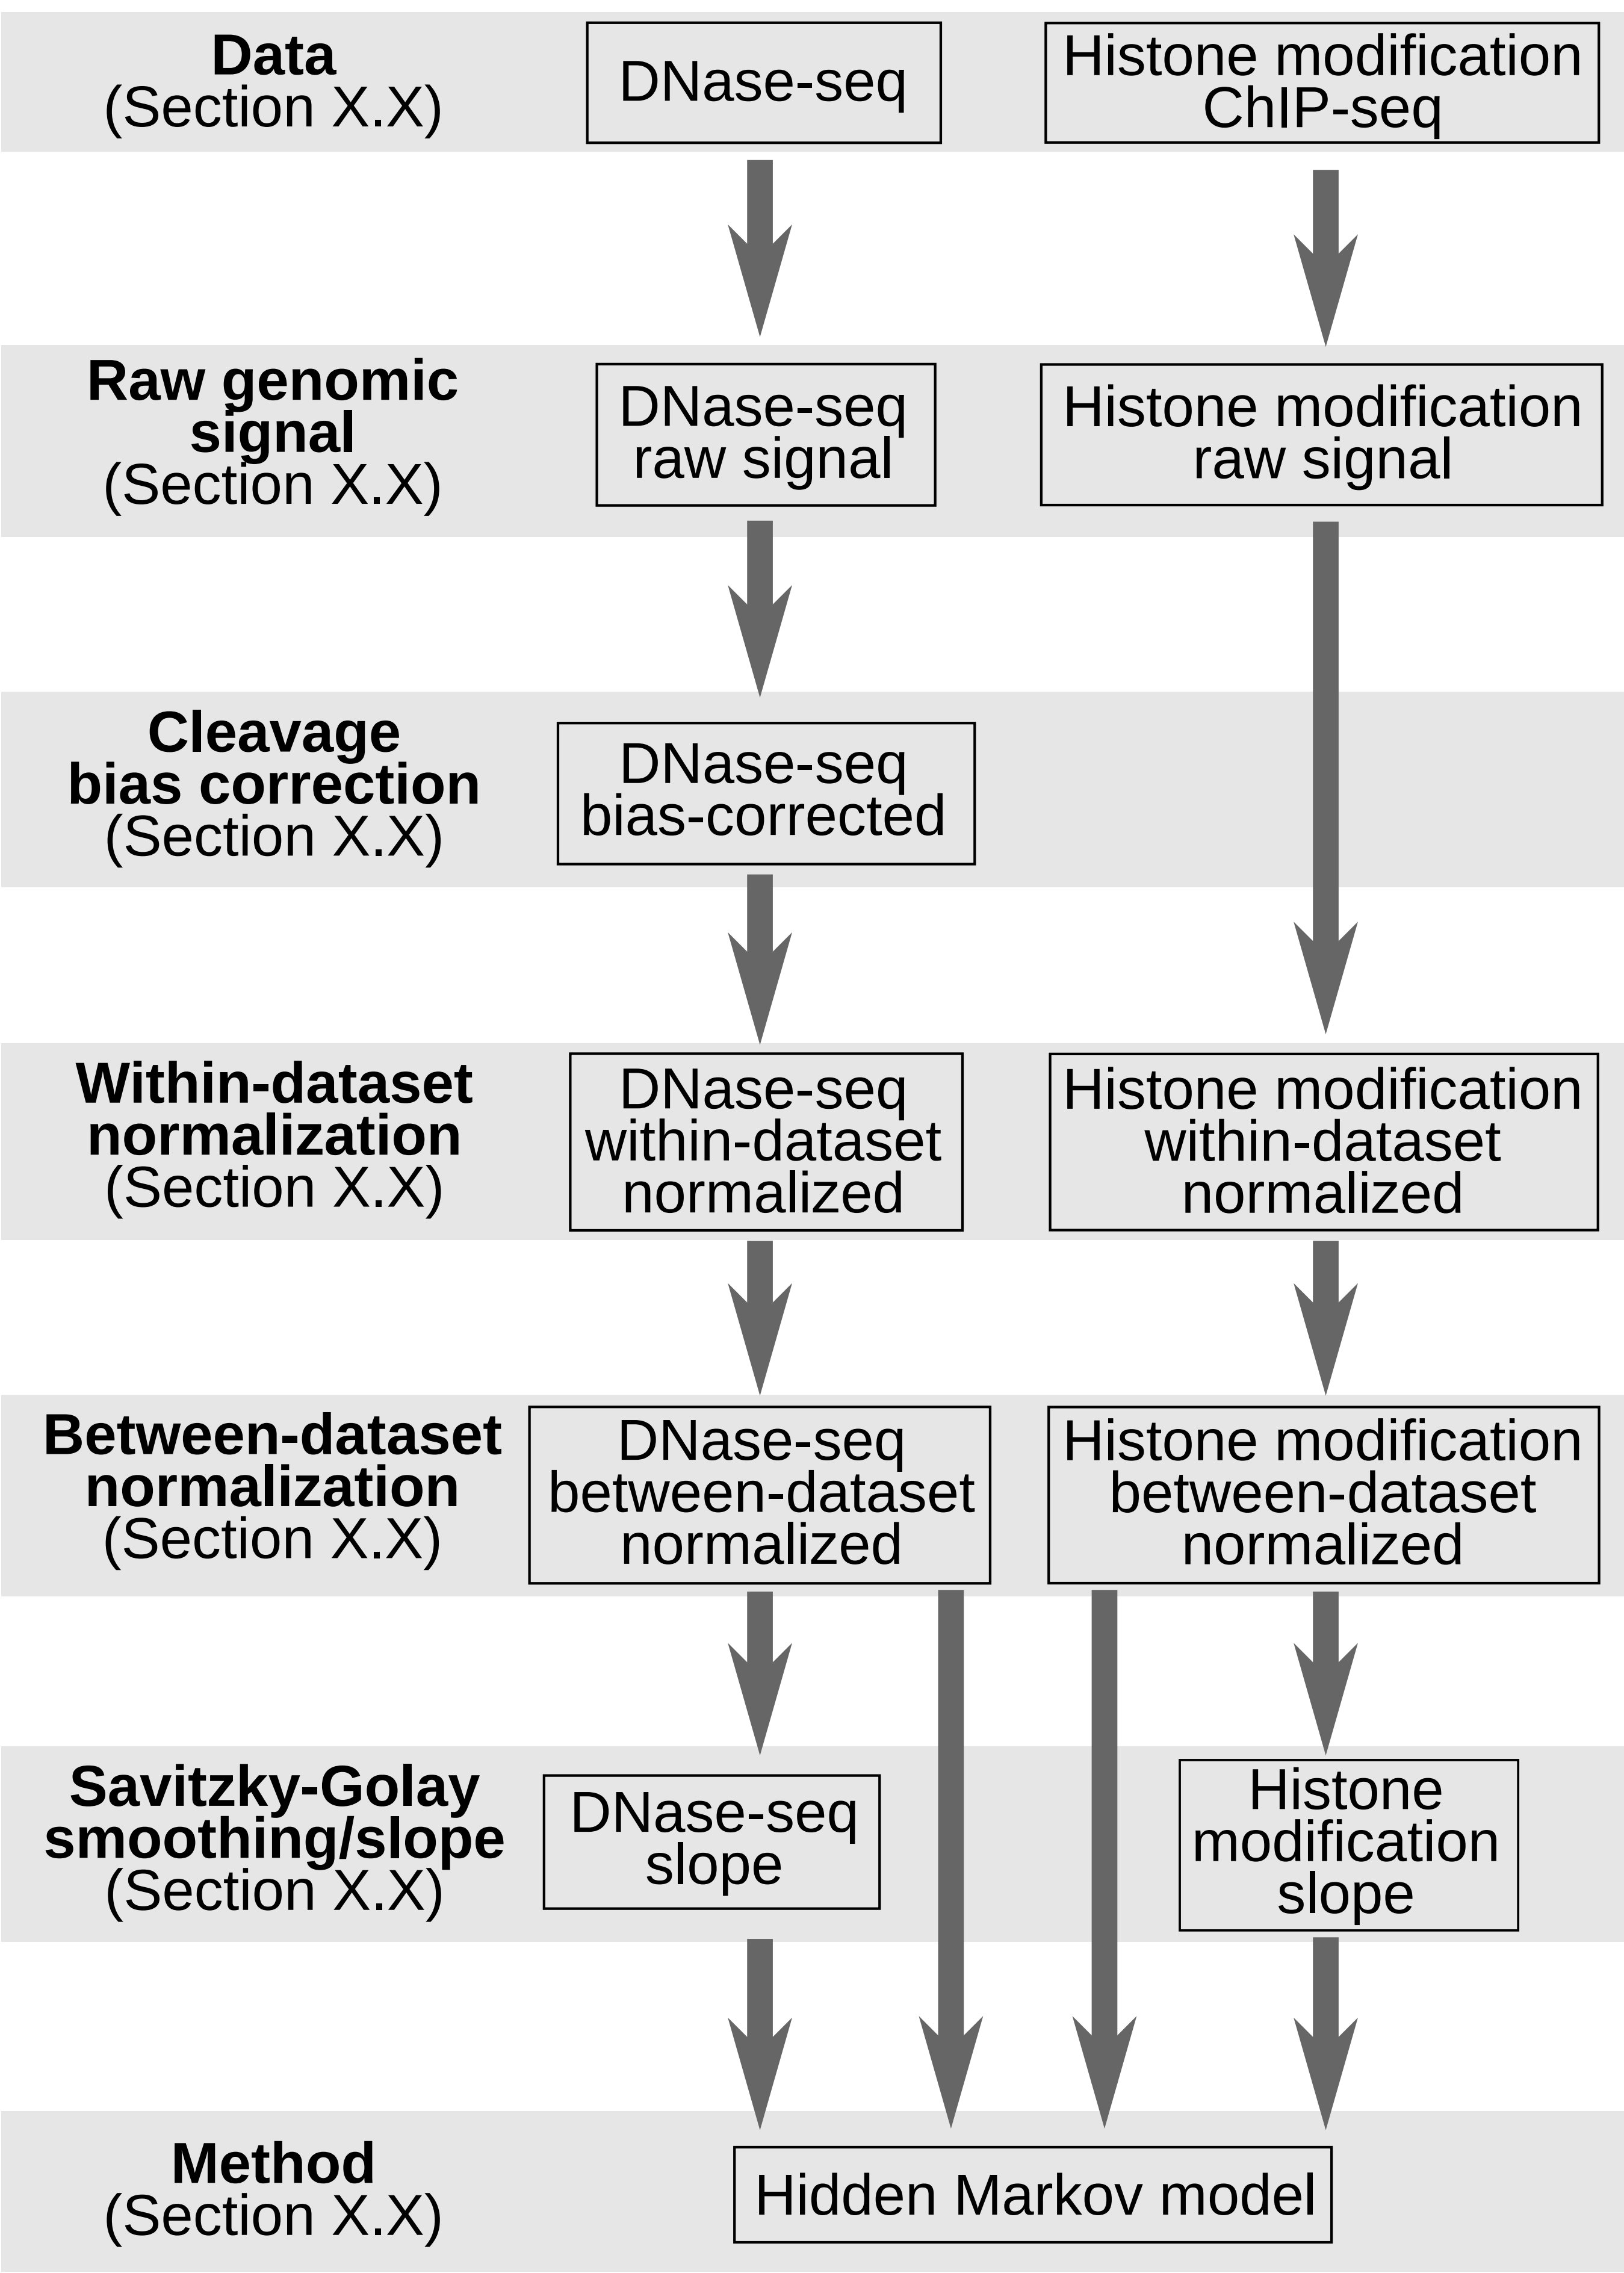 Data
(Section X.X)
DNase-seq
Histone modification
ChIP-seq
Raw genomic
signal
(Section X.X)
DNase-seq
raw signal
Histone modification
raw signal
Cleavage
bias correction
(Section X.X)
DNase-seq
bias-corrected
Within-dataset
normalization
(Section X.X)
DNase-seq
within-dataset
normalized
Histone modification
within-dataset
normalized
Between-dataset
normalization
(Section X.X)
DNase-seq
between-dataset
normalized
Histone modification
between-dataset
normalized
Savitzky-Golay
smoothing/slope
(Section X.X)
DNase-seq
slope
Histone
modification
slope
Method
(Section X.X)
Hidden Markov model